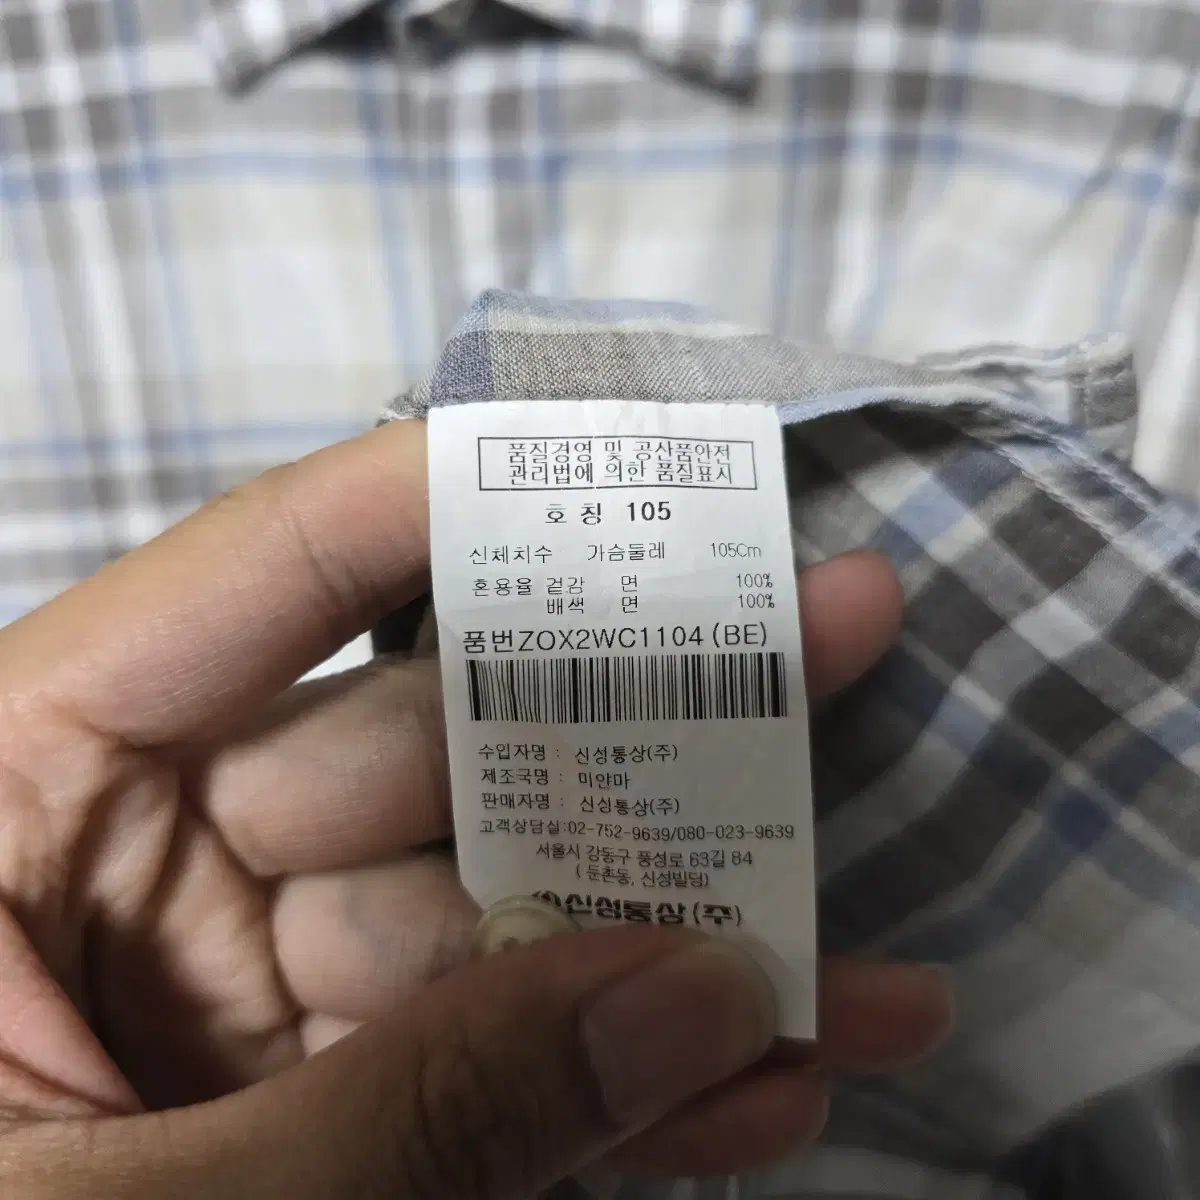 품질경영 및 공산품안전
관리법에 의한 품질표시
호 칭 105
신체치수 가슴둘레 105Cm
혼용율 겉감 면 100%
배색 면 100%
품번ZOX2WC1104(BE)
수입자명 : 신성통상(주)
제조국명 : 미얀마
판매자명 : 신성통상(주)
고객상담실:02-752-9639/080-023-9639
서울시 강동구 풍성로 63길 84
(둔촌동, 신성빌딩)
신성통상(주)